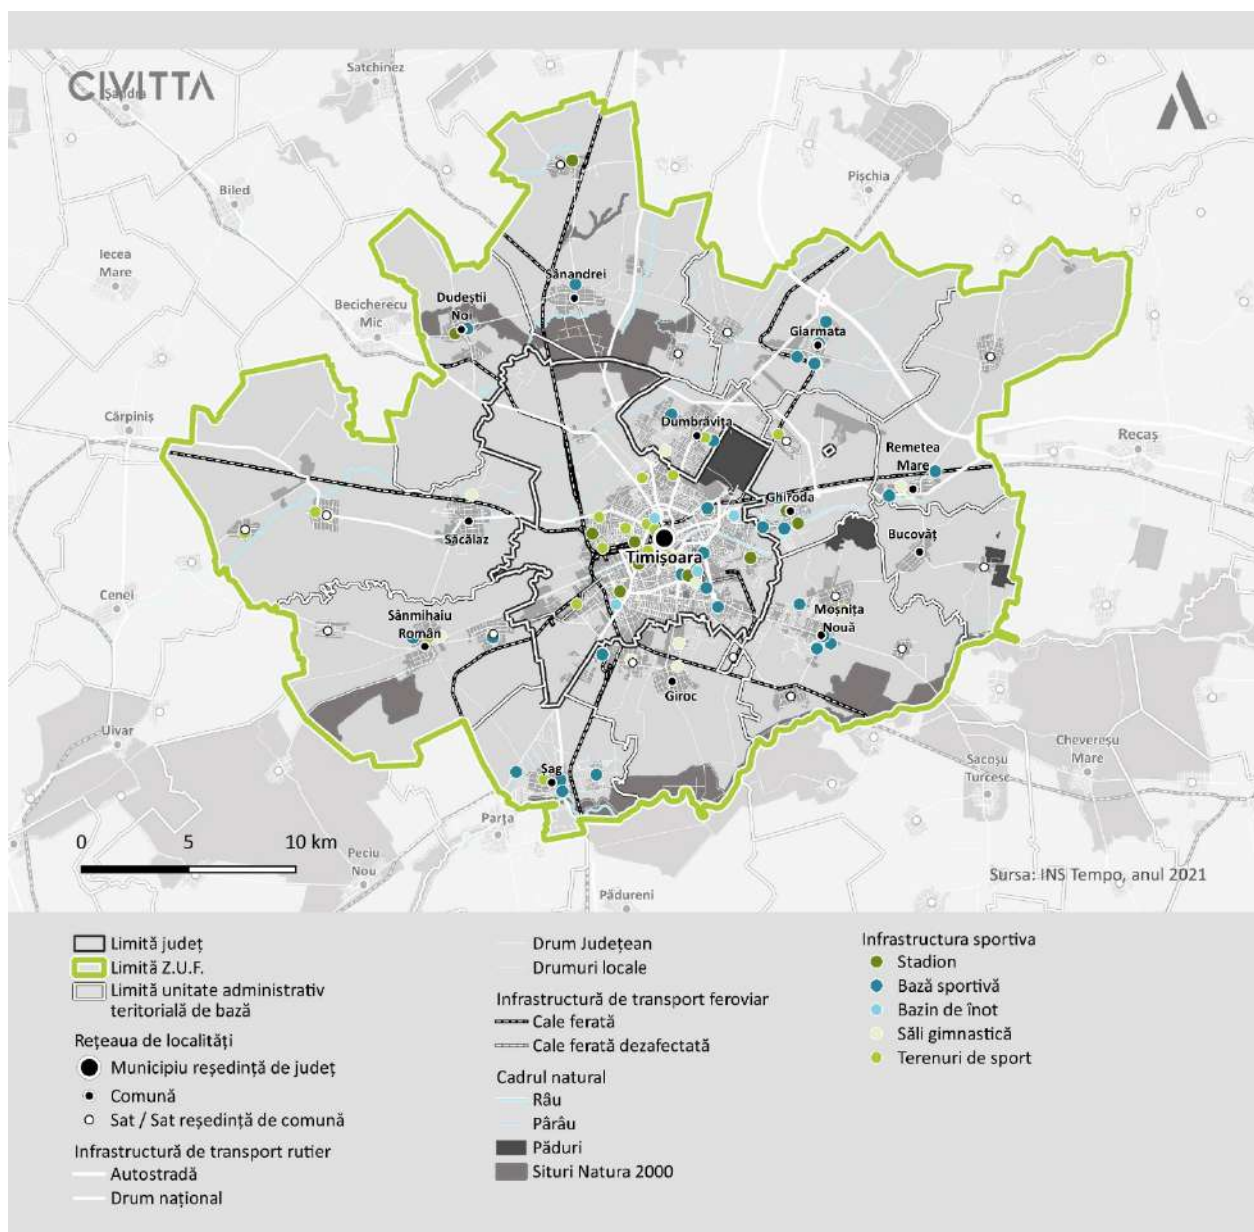 CIVITTA
Șandra
Satchinez
Pișchia
Biled
Iecea
Mare
Becicherecu
Mic
Sânandrei
Dudeștii
Noi
Giarmata
Cărpiniș
Dumbrăvița
Recaș
Remetea
Mare
Ghiroda
Săcălaz
Bucovăț
Timișoara
Cenei
Sânmihaiu
Român
Moșnița
Nouă
Giroc
Uivar
Șag
Chevereșu
Mare
Sacoșu
Turcesc
Parța
0 5 10 km
Peciu
Nou
Pădureni
Sursa: INS Tempo, anul 2021
Limită județ
Limită Z.U.F.
Limită unitate administrativ
teritorială de bază
Rețeaua de localități
Municipiu reședință de județ
Comună
Sat / Sat reședință de comună
Infrastructură de transport rutier
Autostradă
Drum național
Drum Județean
Drumuri locale
Infrastructură de transport feroviar
Cale ferată
Cale ferată dezafectată
Cadrul natural
Râu
Pârâu
Păduri
Situri Natura 2000
Infrastructura sportiva
Stadion
Bază sportivă
Bazin de înot
Săli gimnastică
Terenuri de sport